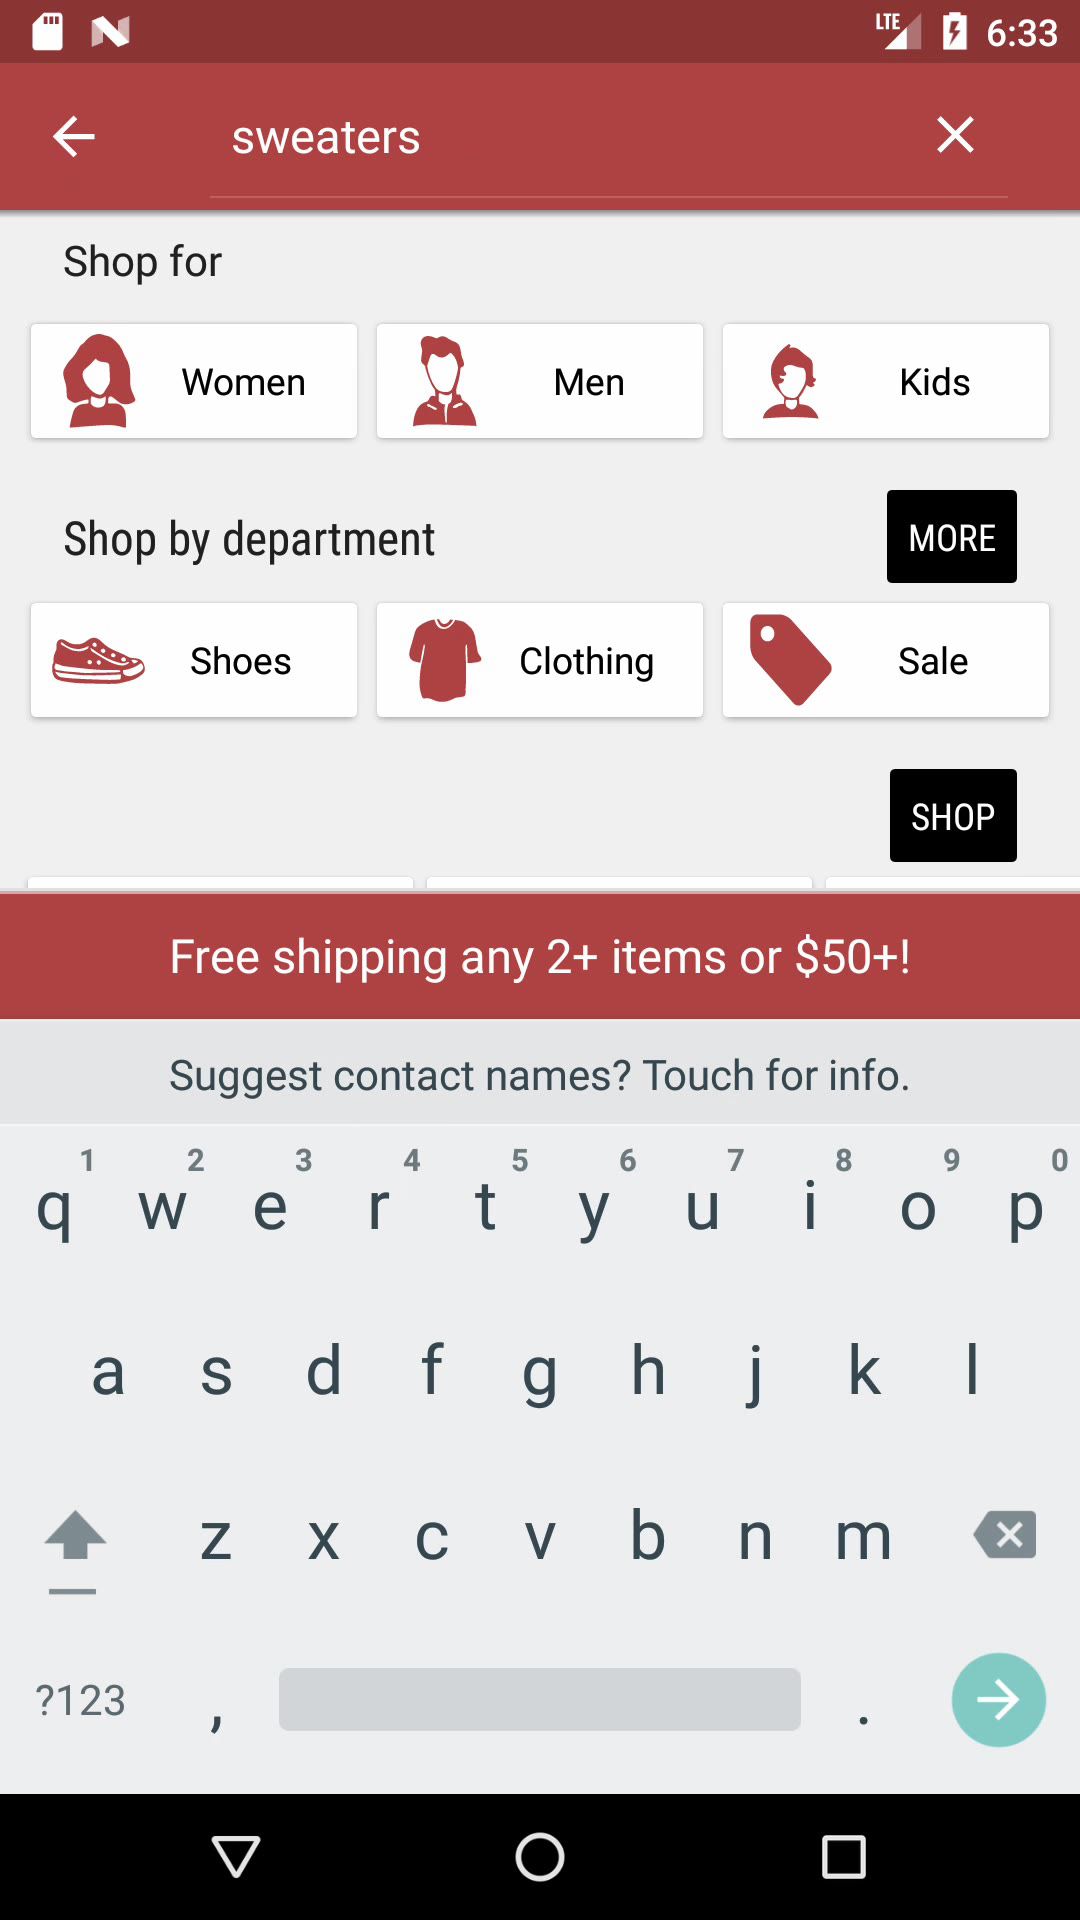 LTE 6:33
sweaters
Shop for
Women Men Kids
Shop by department MORE
Shoes Clothing Sale
SHOP
Free shipping any 2+ items or $50+!
Suggest contact names? Touch for info.
1 2 3 4 5 6 7 8 9 0
q w e r t y u i o p
a s d f g h j k l
z x c v b n m
?123 , .